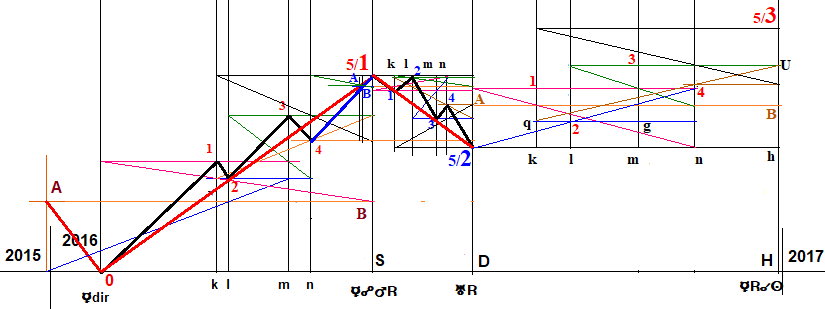 5/3
5/1
k l m n
2
3
U
A
1
1
4
A
B
4
A
B
3
q
2
g
3
4
1
5/2
k l m n h
2
A
B
2015
2016
S
D
H
2017
0
k l m n
☿dir
☿☍♂R
♅R
☿R☌☉